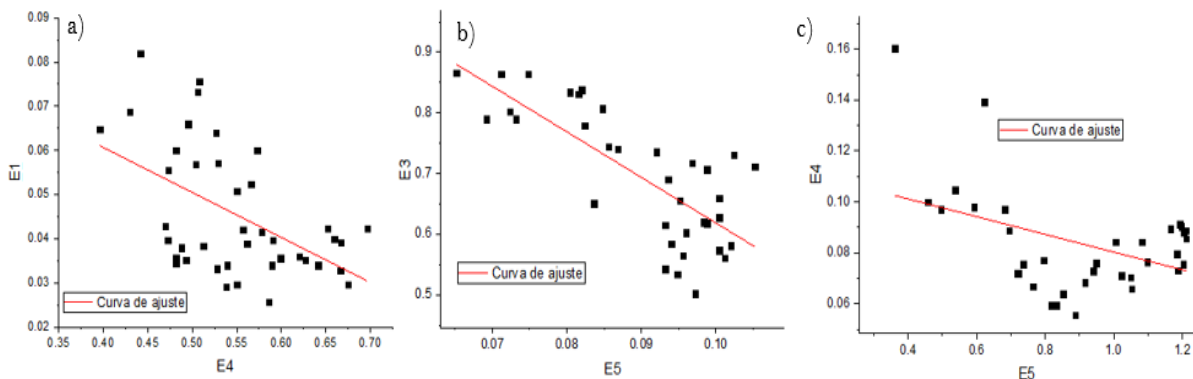 a)
0.09
0.08
0.07
0.06
0.05
0.04
0.03
0.02
E1
Curva de ajuste
0.35 0.40 0.45 0.50 0.55 0.60 0.65 0.70
E4
b)
0.9
0.8
0.7
0.6
0.5
E3
Curva de ajuste
0.07 0.08 0.09 0.10
E5
c)
0.16
0.14
0.12
0.10
0.08
0.06
E4
Curva de ajuste
0.4 0.6 0.8 1.0 1.2
E5